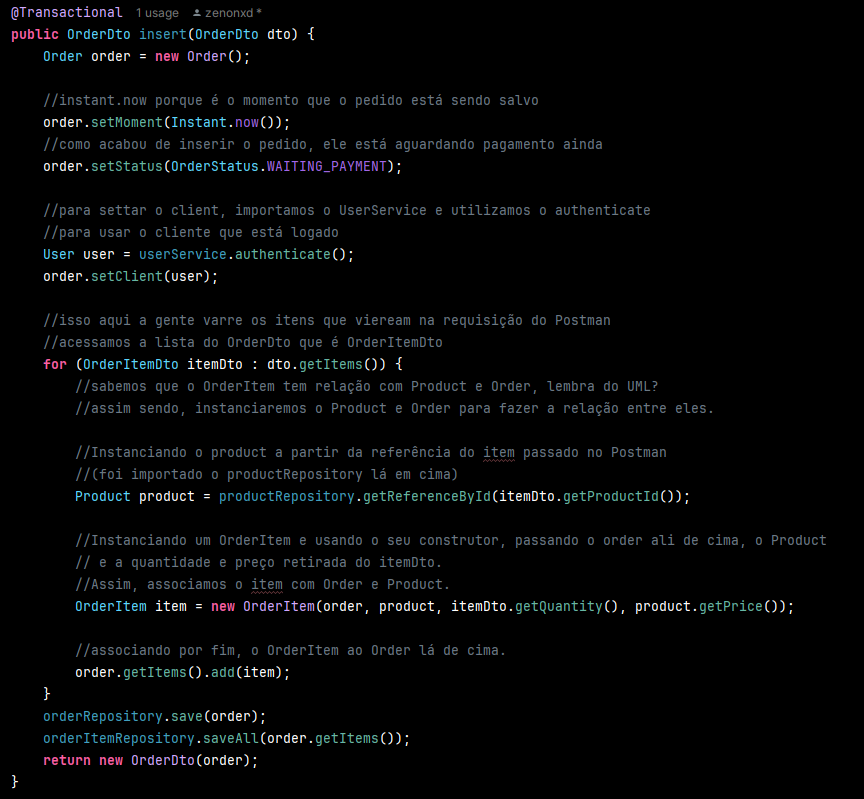 @Transactional 1 usage zenonxd *
public OrderDto insert(OrderDto dto) {
    Order order = new Order();

    //instant.now porque é o momento que o pedido está sendo salvo
    order.setMoment(Instant.now());
    //como acabou de inserir o pedido, ele está aguardando pagamento ainda
    order.setStatus(OrderStatus.WAITING_PAYMENT);

    //para settar o client, importamos o UserService e utilizamos o authenticate
    //para usar o cliente que está logado
    User user = userService.authenticate();
    order.setClient(user);

    //isso aqui a gente varre os itens que vieream na requisição do Postman
    //acessamos a lista do OrderDto que é OrderItemDto
    for (OrderItemDto itemDto : dto.getItems()) {
        //sabemos que o OrderItem tem relação com Product e Order, lembra do UML?
        //assim sendo, instanciaremos o Product e Order para fazer a relação entre eles.

        //Instanciando o product a partir da referência do item passado no Postman
        //(foi importado o productRepository lá em cima)
        Product product = productRepository.getReferenceById(itemDto.getProductId());

        //Instanciando um OrderItem e usando o seu construtor, passando o order ali de cima, o Product
        // e a quantidade e preço retirada do itemDto.
        //Assim, associamos o item com Order e Product.
        OrderItem item = new OrderItem(order, product, itemDto.getQuantity(), product.getPrice());

        //associando por fim, o OrderItem ao Order lá de cima.
        order.getItems().add(item);
    }
    orderRepository.save(order);
    orderItemRepository.saveAll(order.getItems());
    return new OrderDto(order);
}